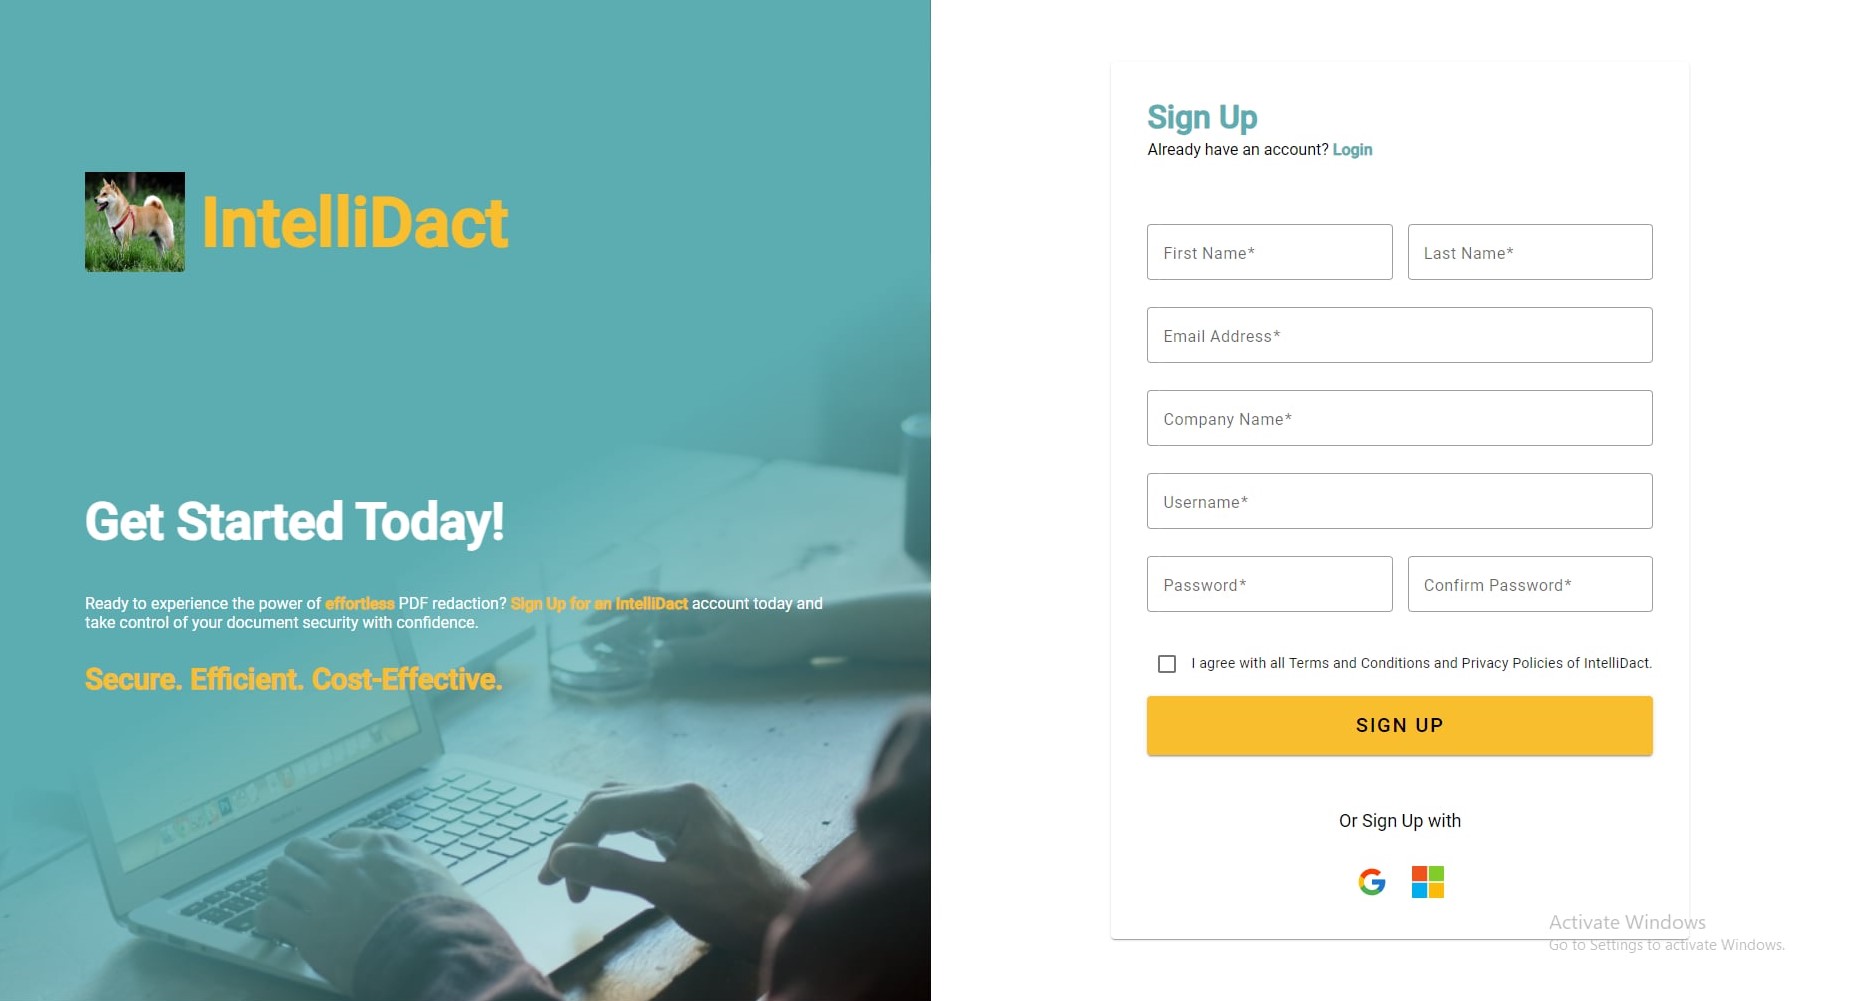 IntelliDact
Get Started Today!
Ready to experience the power of effortless PDF redaction? Sign Up for an IntelliDact account today and
take control of your document security with confidence.
Secure. Efficient. Cost-Effective.
Sign Up
Already have an account? Login
First Name*
Last Name*
Email Address*
Company Name*
Username*
Password*
Confirm Password*
I agree with all Terms and Conditions and Privacy Policies of IntelliDact.
SIGN UP
Or Sign Up with
Activate Windows
Go to Settings to activate Windows.